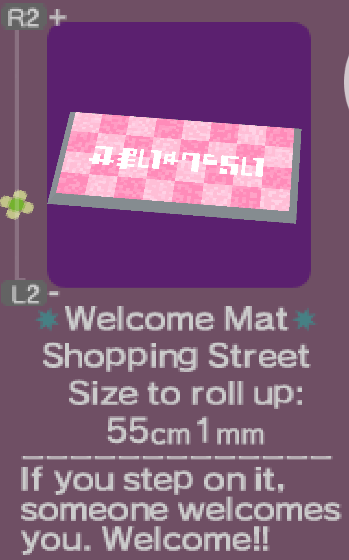 R2 +
L2 -
Welcome Mat
Shopping Street
Size to roll up:
55cm 1mm
If you step on it,
someone welcomes
you. Welcome!!